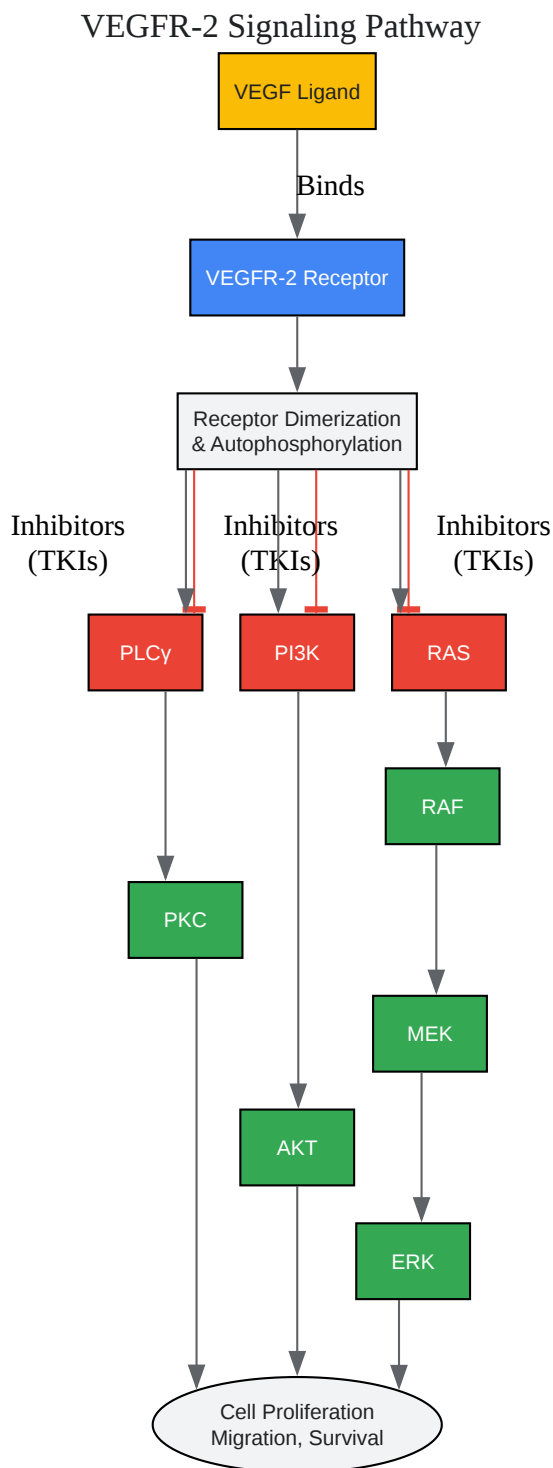 VEGFR-2 Signaling Pathway
VEGF Ligand
Binds
VEGFR-2 Receptor
Receptor Dimerization
& Autophosphorylation
Inhibitors
(TKIs)
Inhibitors
(TKIs)
Inhibitors
(TKIs)
PLCγ
PI3K
RAS
RAF
PKC
MEK
AKT
ERK
Cell Proliferation
Migration, Survival